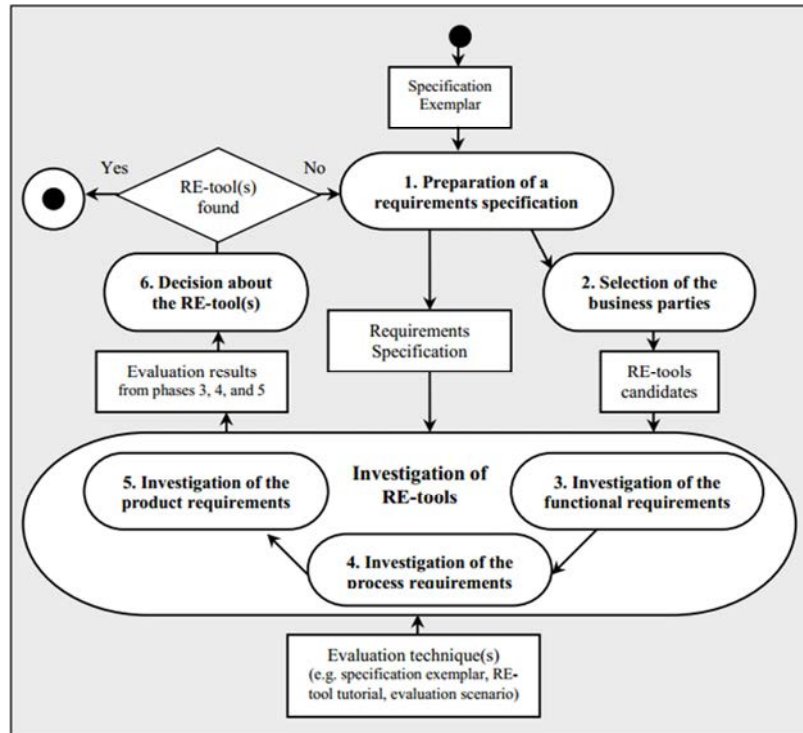 Specification
Exemplar
Yes
RE-tool(s)
found
No
1. Preparation of a
requirements specification
6. Decision about
the RE-tool(s)
2. Selection of the
business parties
Requirements
Specification
Evaluation results
from phases 3, 4, and 5
RE-tools
candidates
5. Investigation of the
product requirements
Investigation of
RE-tools
3. Investigation of the
functional requirements
4. Investigation of the
process requirements
Evaluation technique(s)
(e.g. specification exemplar, RE-
tool tutorial, evaluation scenario)